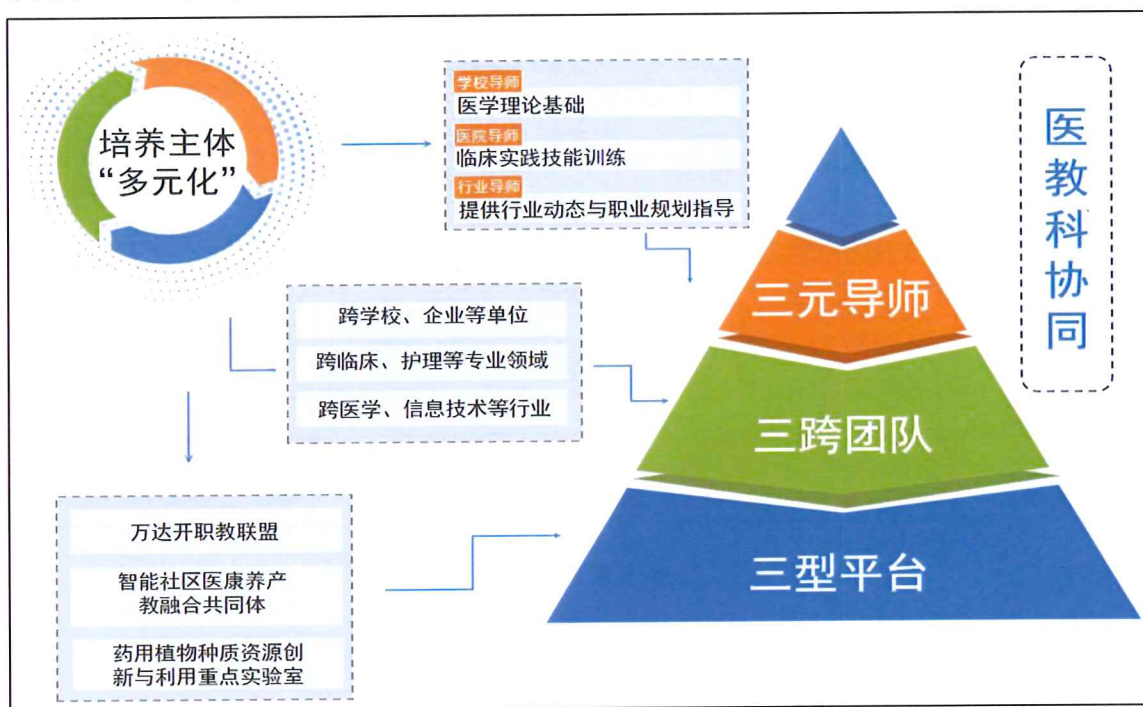 培养主体
“多元化”
学校导师
医学理论基础
医院导师
临床实践技能训练
行业导师
提供行业动态与职业规划指导
跨学校、企业等单位
跨临床、护理等专业领域
跨医学、信息技术等行业
万达开职教联盟
智能社区医康养产
教融合共同体
药用植物种质资源创
新与利用重点实验室
三元导师
三跨团队
三型平台
医
教
科
协
同